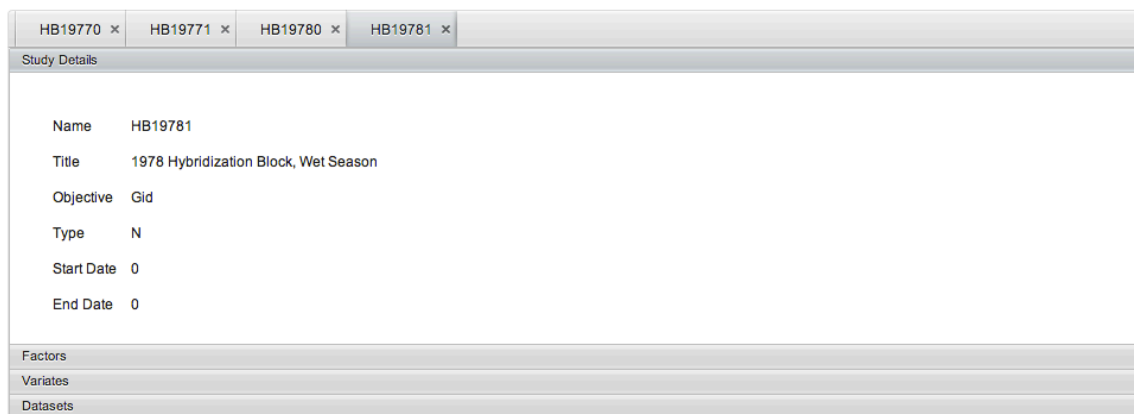 HB19770 × HB19771 × HB19780 × HB19781 ×
Study Details
Name HB19781
Title 1978 Hybridization Block, Wet Season
Objective Gid
Type N
Start Date 0
End Date 0
Factors
Variates
Datasets